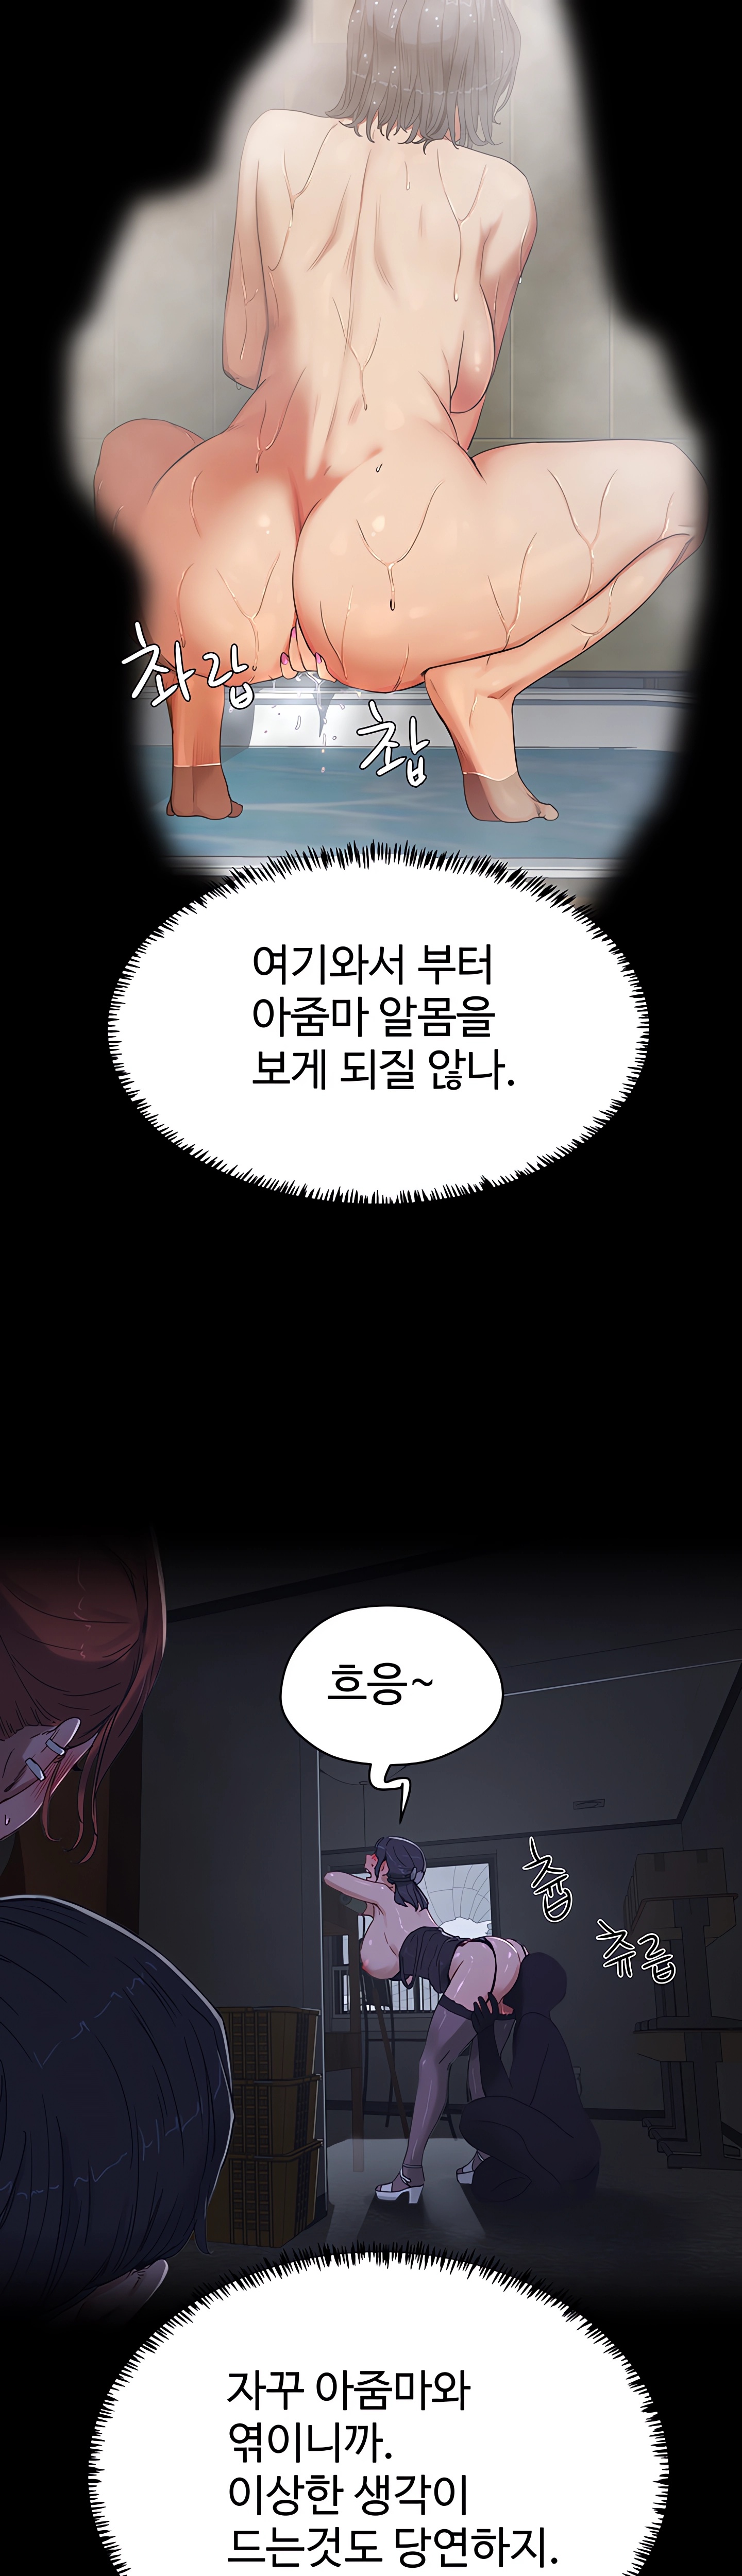 촤랍
찹
여기와서 부터
아줌마 알몸을
보게 되질 않나.
흐응~
츕
츄릅
자꾸 아줌마와
엮이니까.
이상한 생각이
드는것도 당연하지.